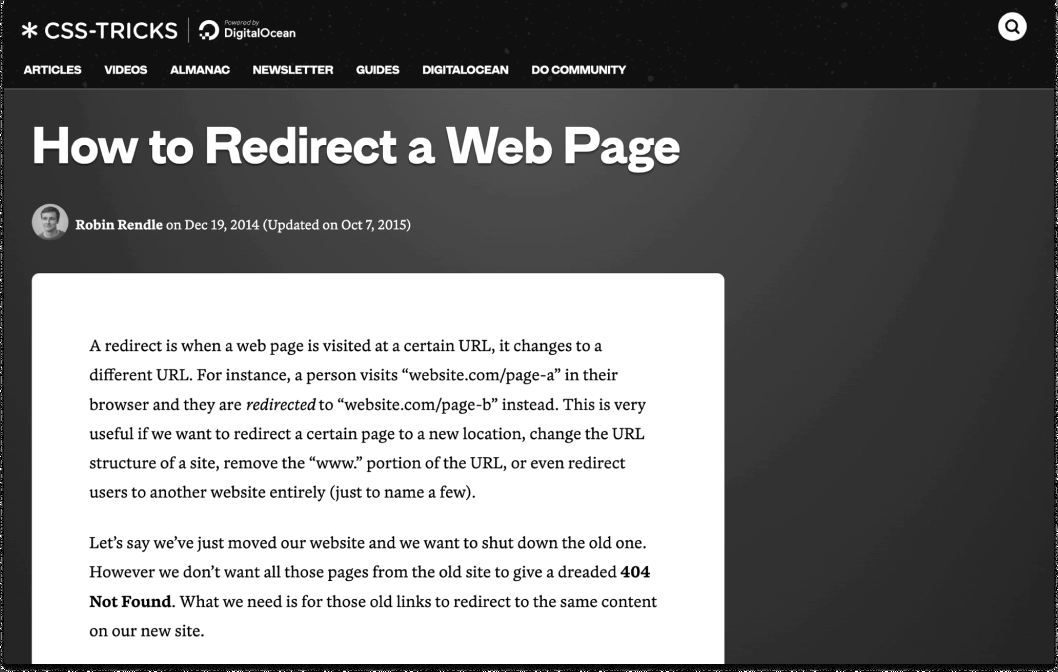 CSS-TRICKS
Powered by
DigitalOcean
ARTICLES VIDEOS ALMANAC NEWSLETTER GUIDES DIGITALOCEAN DO COMMUNITY
How to Redirect a Web Page
Robin Rendle on Dec 19, 2014 (Updated on Oct 7, 2015)
A redirect is when a web page is visited at a certain URL, it changes to a
different URL. For instance, a person visits “website.com/page-a” in their
browser and they are redirected to “website.com/page-b” instead. This is very
useful if we want to redirect a certain page to a new location, change the URL
structure of a site, remove the “www.” portion of the URL, or even redirect
users to another website entirely (just to name a few).
Let’s say we’ve just moved our website and we want to shut down the old one.
However we don’t want all those pages from the old site to give a dreaded 404
Not Found. What we need is for those old links to redirect to the same content
on our new site.